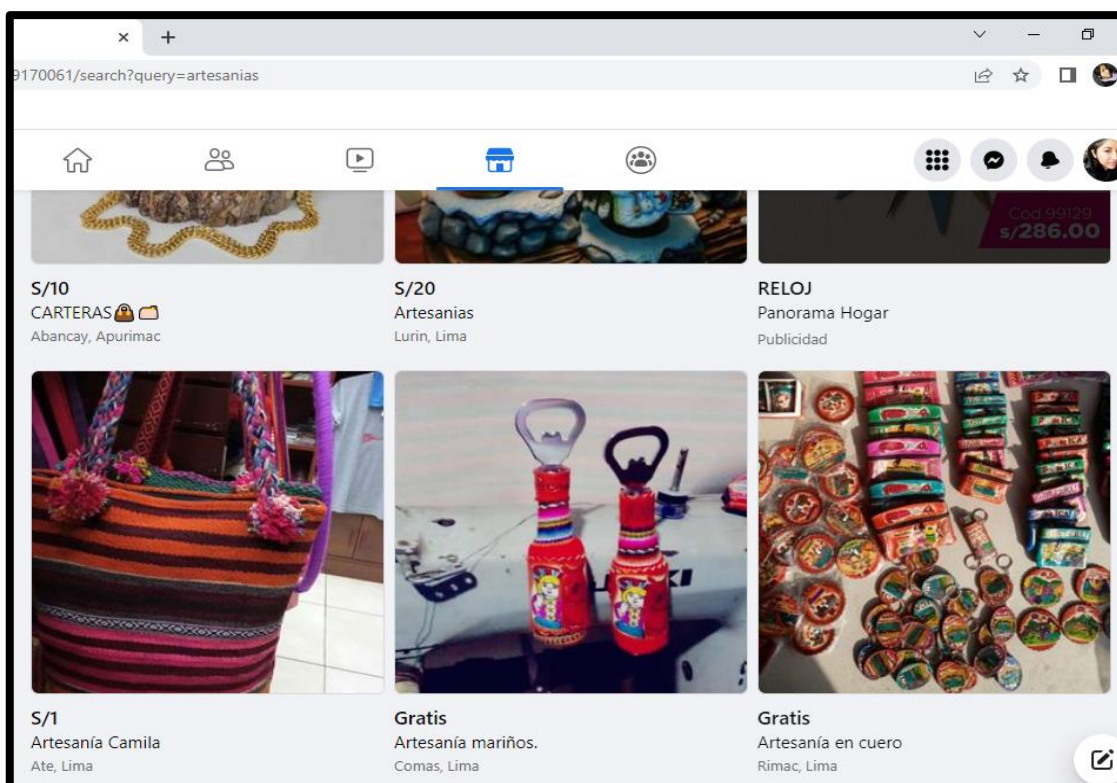 9170061/search?query=artesanias
Cod.99129
s/286.00
S/10
CARTERAS👜🗂️
Abancay, Apurimac
S/20
Artesanias
Lurin, Lima
RELOJ
Panorama Hogar
Publicidad
S/1
Artesanía Camila
Ate, Lima
Gratis
Artesanía mariños.
Comas, Lima
Gratis
Artesanía en cuero
Rimac, Lima